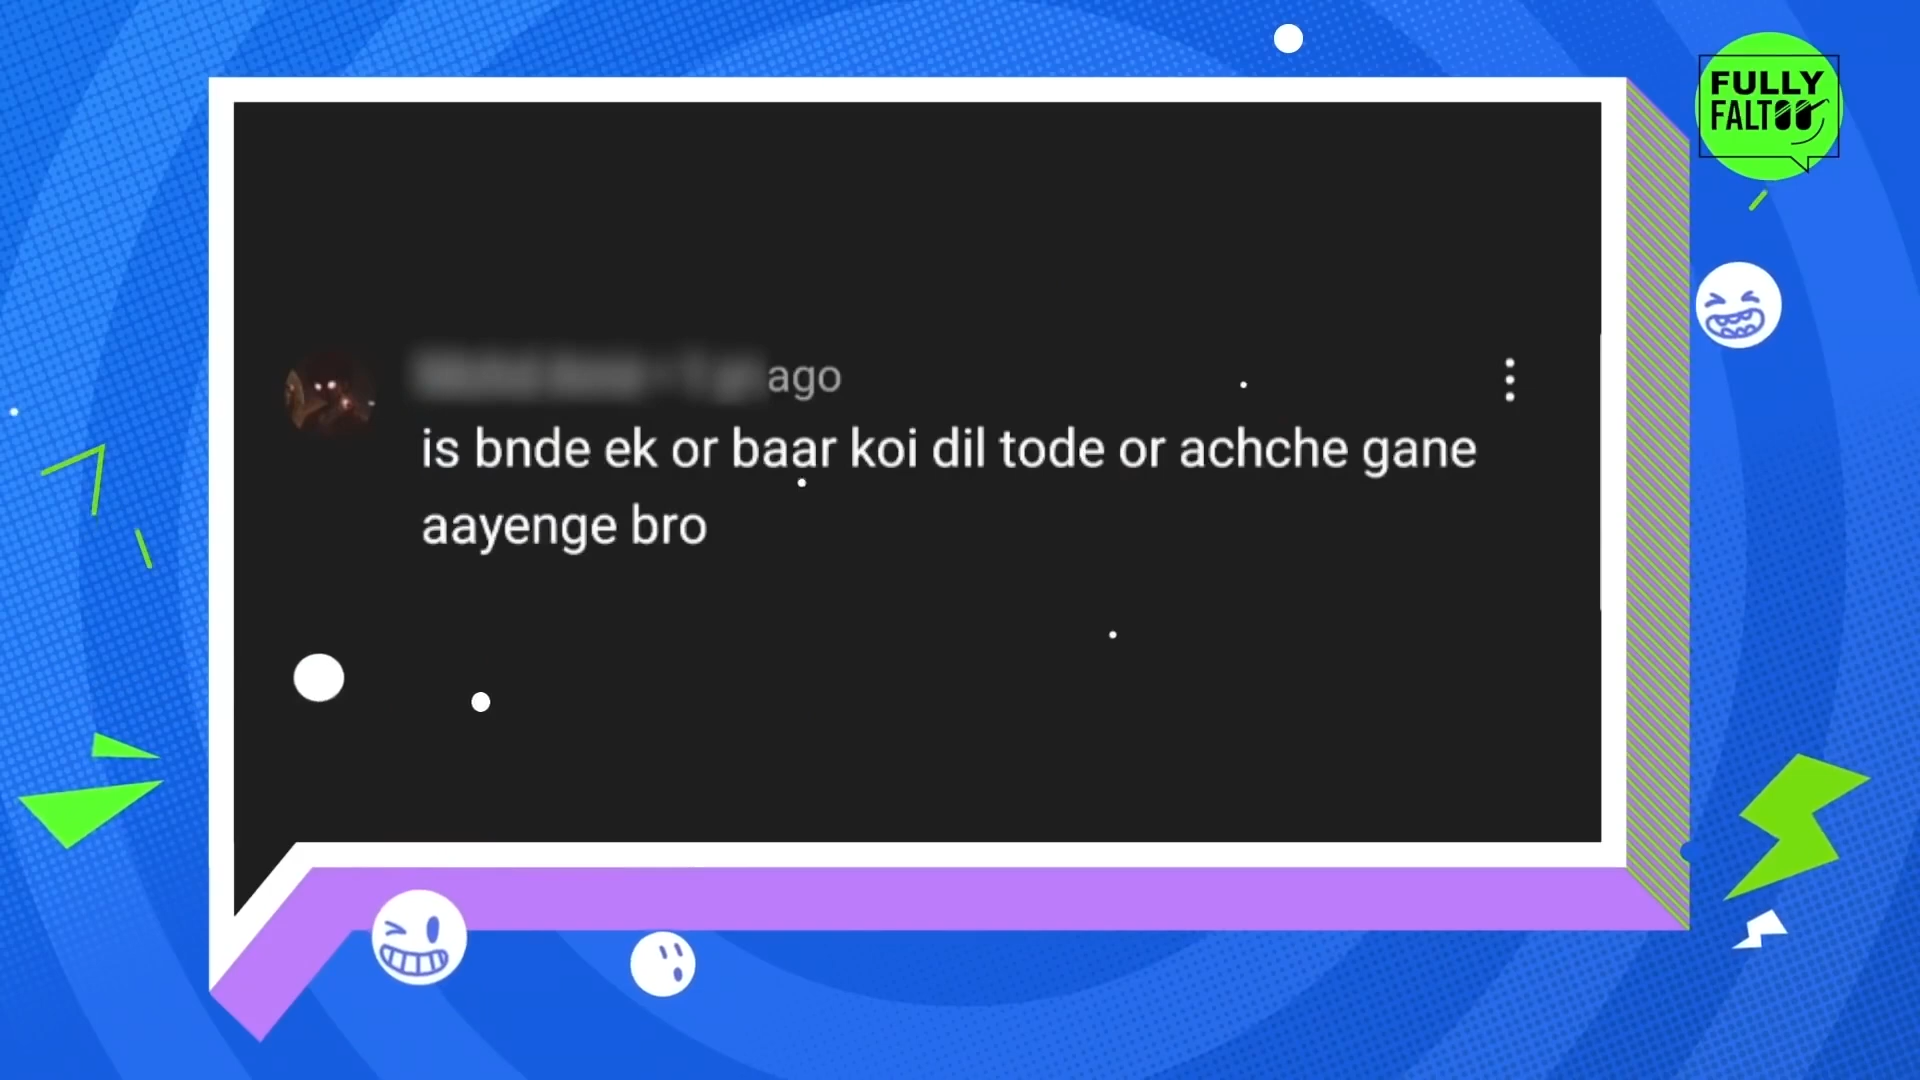 FULLY
FALTOO
ago
is bnde ek or baar koi dil tode or achche gane
aayenge bro